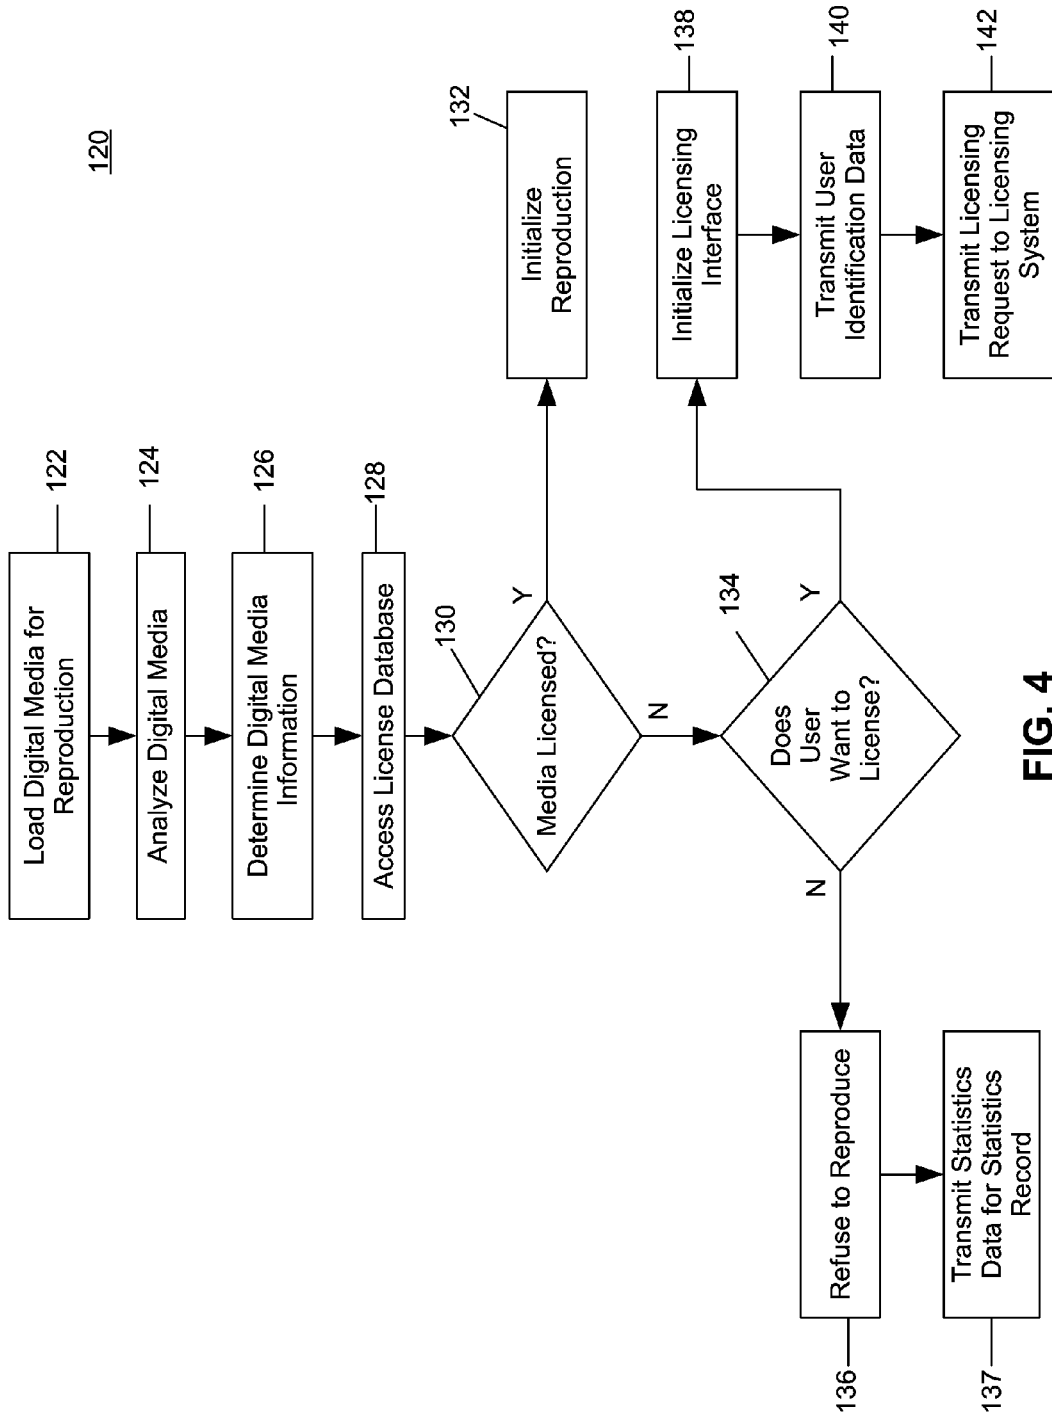 120
Load Digital Media for
Reproduction
122
Analyze Digital Media
124
Determine Digital Media
Information
126
Access License Database
128
Media Licensed?
130
Y
N
Initialize
Reproduction
132
Does
User
Want to
License?
134
Y
N
Initialize Licensing
Interface
138
Transmit User
Identification Data
140
Transmit Licensing
Request to Licensing
System
142
Refuse to Reproduce
136
Transmit Statistics
Data for Statistics
Record
137
FIG. 4